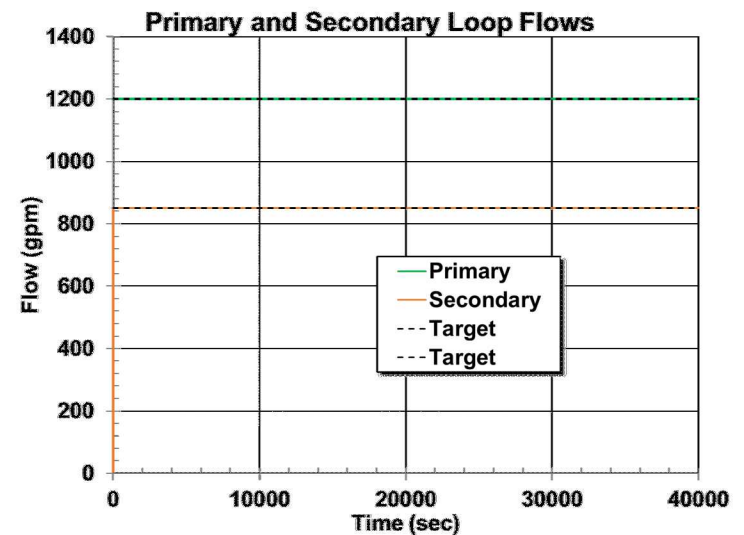 Primary and Secondary Loop Flows
1400
1200
1000
800
600
400
200
0
Flow (gpm)
Primary
Secondary
Target
Target
0 10000 20000 30000 40000
Time (sec)